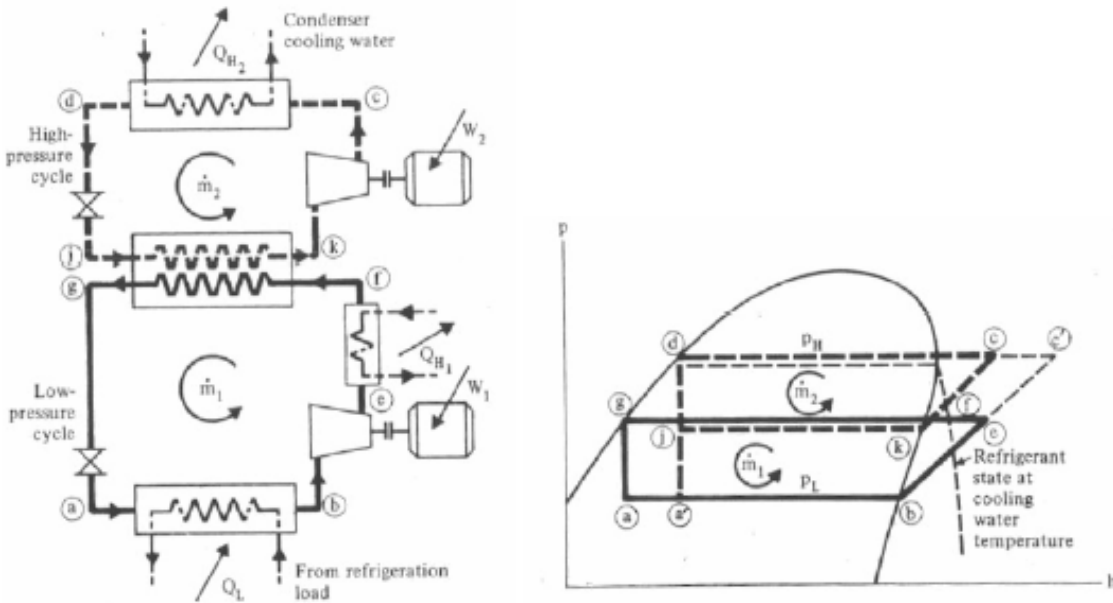 Condenser
cooling water
Q_H₂
d
c
W₂
High-
pressure
cycle
ṁ₂
j
k
g
f
Q_H₁
ṁ₁
W₁
e
Low-
pressure
cycle
a
b
From refrigeration
load
Q_L
p
d
p_H
c
c'
ṁ₂
g
f
j
k
e
ṁ₁
Refrigerant
state at
cooling
water
temperature
p_L
a
a'
b
h